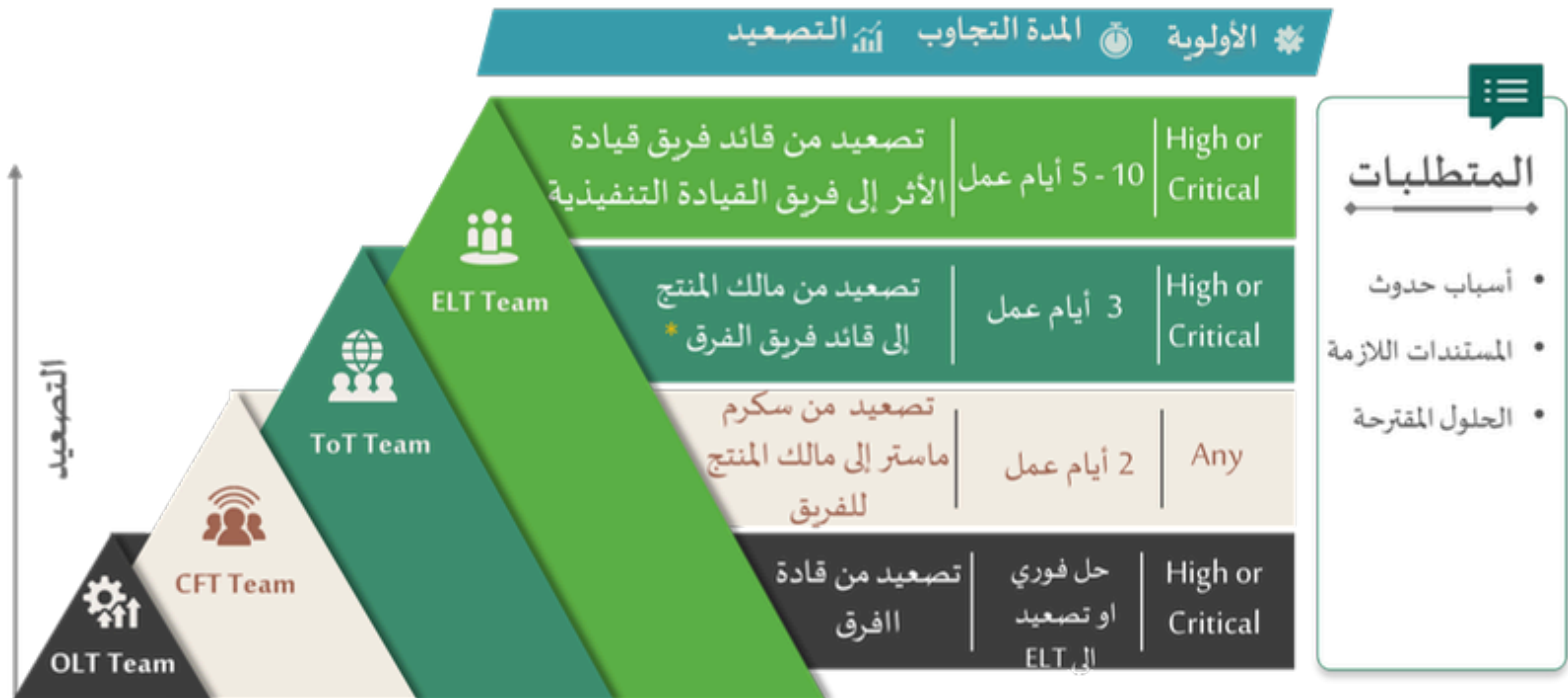 الأولوية
المدة التجاوب
التصعيد
High or
Critical
5 - 10 أيام عمل
تصعيد من قائد فريق قيادة
الأثر إلى فريق القيادة التنفيذية
ELT Team
High or
Critical
3 أيام عمل
تصعيد من مالك المنتج
إلى قائد فريق الفرق *
ToT Team
Any
2 أيام عمل
تصعيد من سكرم
ماستر إلى مالك المنتج
للفريق
CFT Team
High or
Critical
حل فوري
او تصعيد
الى ELT
تصعيد من قادة
اافرق
OLT Team
التصعيد
المتطلبات
• أسباب حدوث
• المستندات اللازمة
• الحلول المقترحة